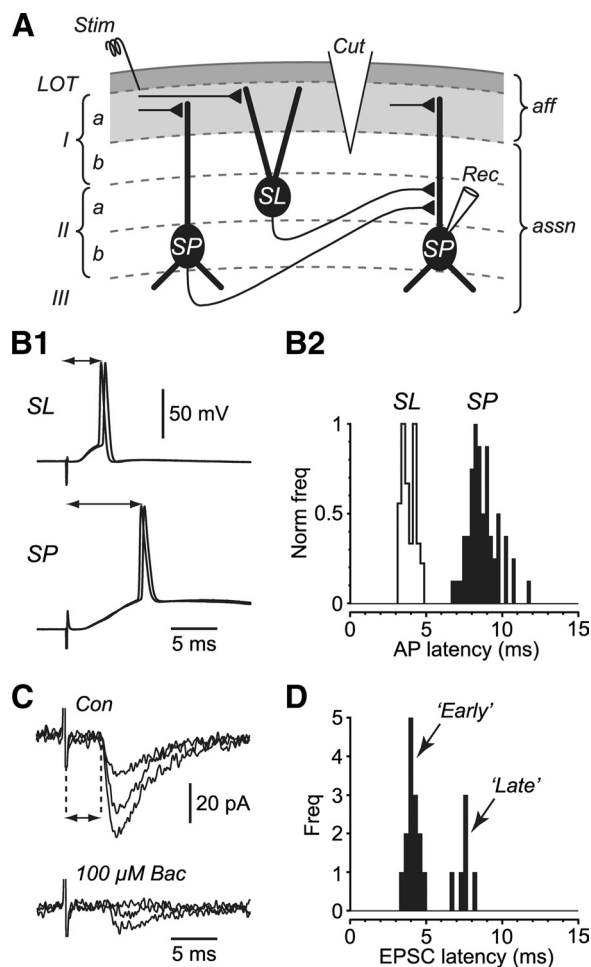 A
Stim
Cut
LOT
I
a
b
II
a
b
III
aff
assn
Rec
SL
SP
SP
B1
SL
50 mV
SP
5 ms
B2
SL
SP
Norm freq
1
0.5
0
0
5
10
15
AP latency (ms)
C
Con
20 pA
100 µM Bac
5 ms
D
'Early'
'Late'
Freq
5
4
3
2
1
0
0
5
10
15
EPSC latency (ms)